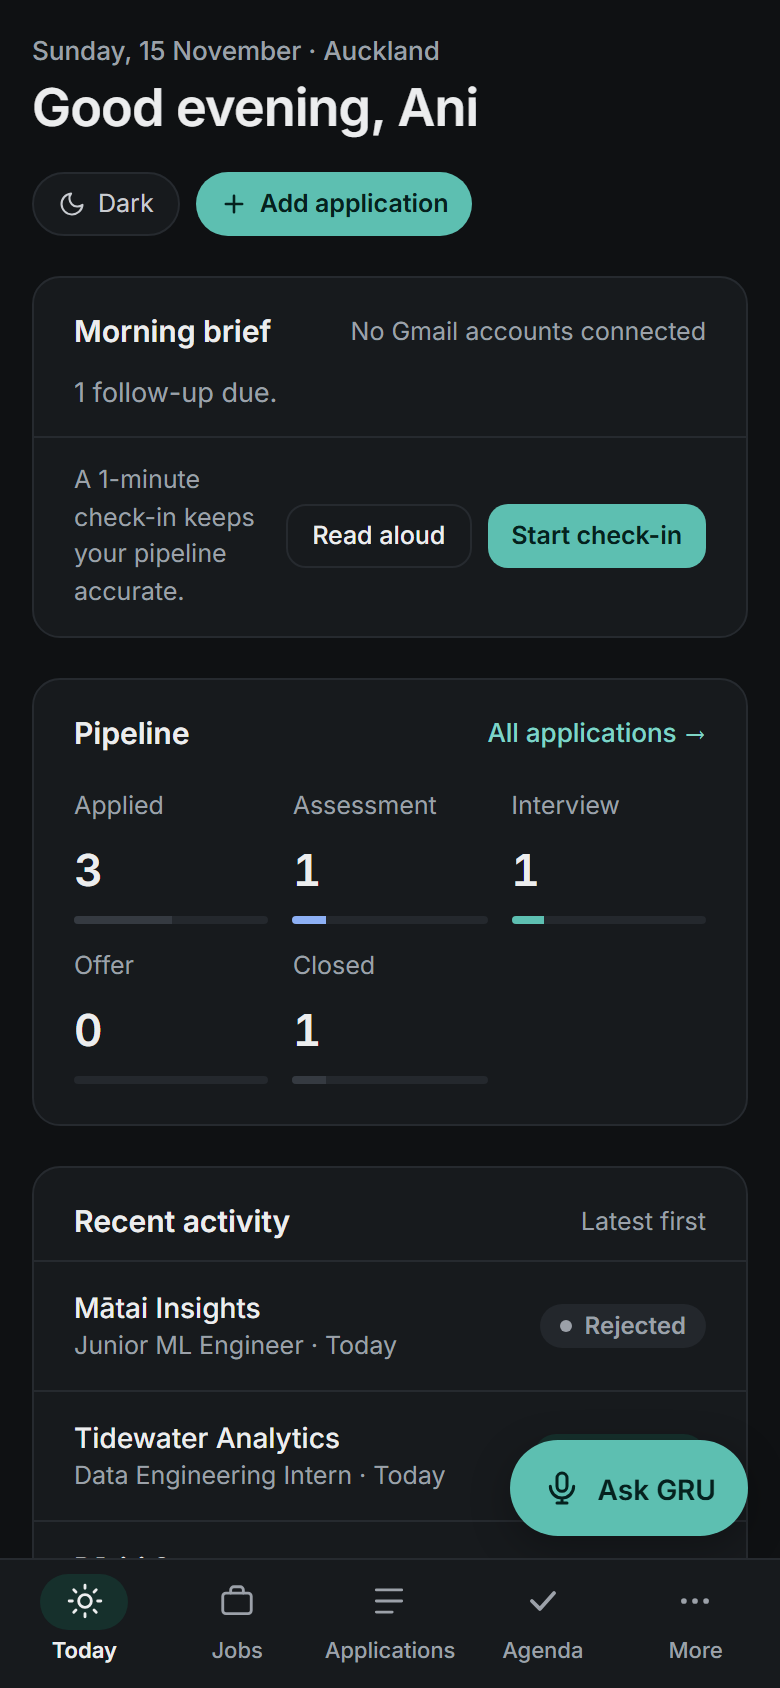 Sunday, 15 November · Auckland
Good evening, Ani
Dark
+ Add application
Morning brief
No Gmail accounts connected
1 follow-up due.
A 1-minute
check-in keeps
your pipeline
accurate.
Read aloud
Start check-in
Pipeline
All applications →
Applied
Assessment
Interview
3
1
1
Offer
Closed
0
1
Recent activity
Latest first
Mātai Insights
Junior ML Engineer · Today
Rejected
Tidewater Analytics
Data Engineering Intern · Today
Ask GRU
Today
Jobs
Applications
Agenda
More